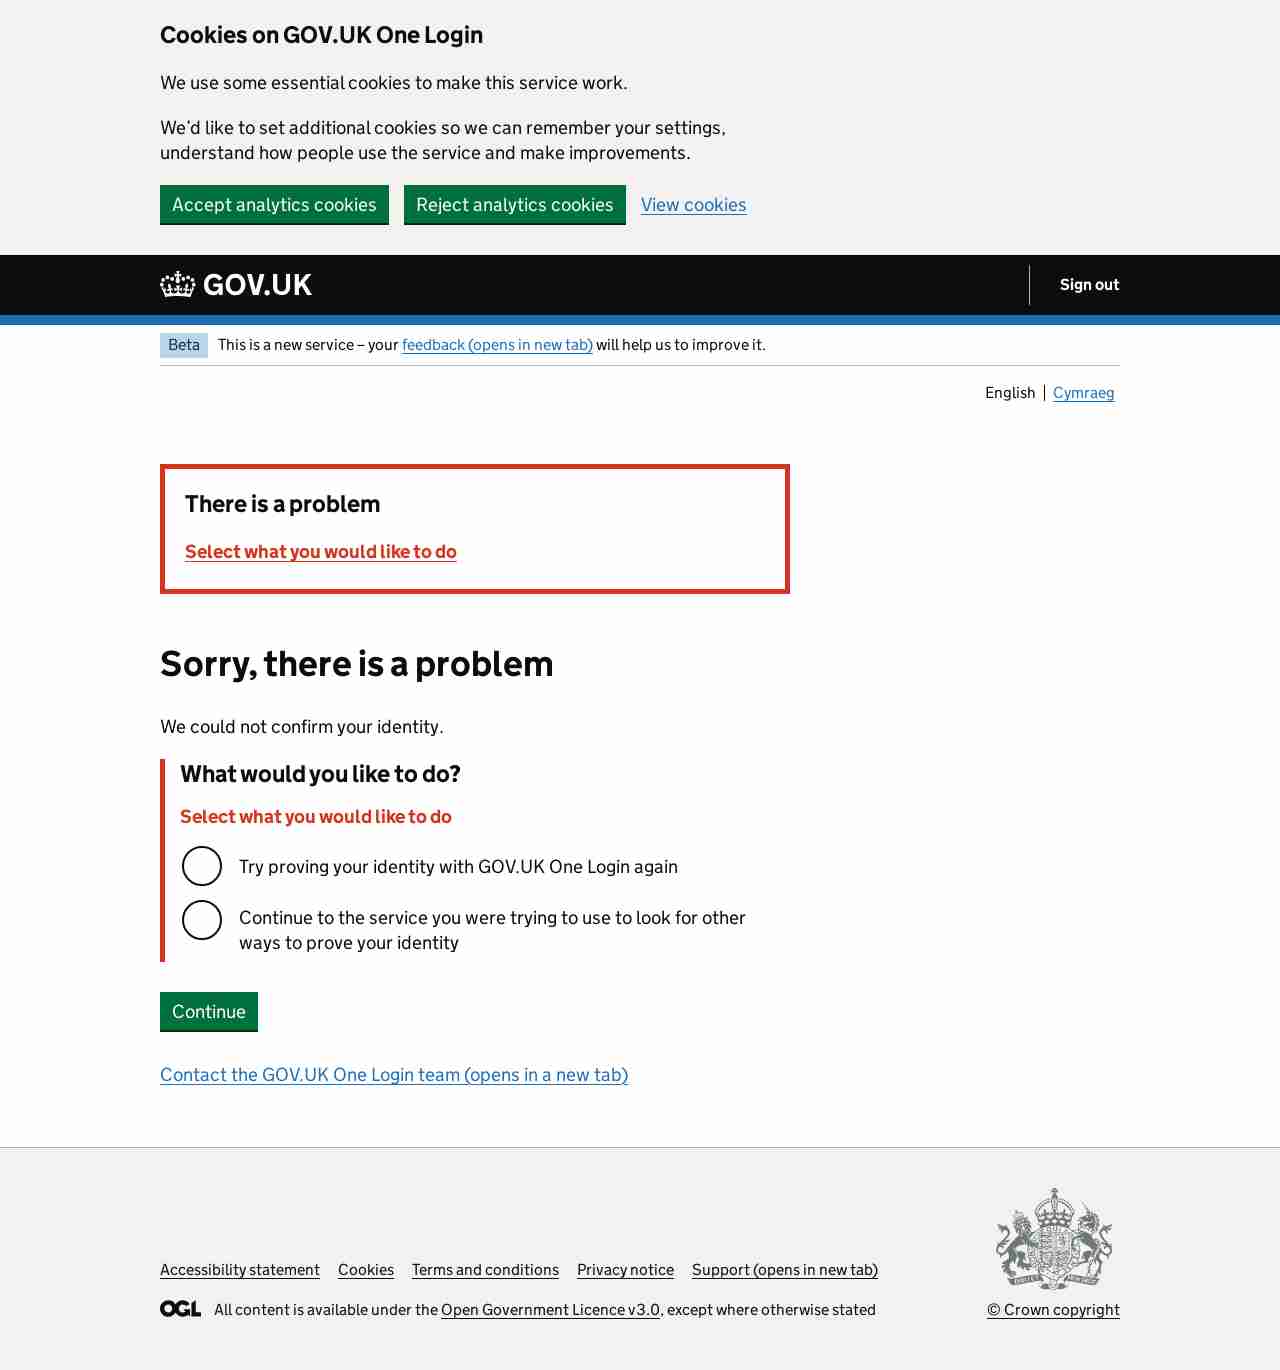 Cookies on GOV.UK One Login
We use some essential cookies to make this service work.
We’d like to set additional cookies so we can remember your settings,
understand how people use the service and make improvements.
Accept analytics cookies Reject analytics cookies View cookies
GOV.UK Sign out
Beta This is a new service – your feedback (opens in new tab) will help us to improve it.
English Cymraeg
There is a problem
Select what you would like to do
Sorry, there is a problem
We could not confirm your identity.
What would you like to do?
Select what you would like to do
Try proving your identity with GOV.UK One Login again
Continue to the service you were trying to use to look for other
ways to prove your identity
Continue
Contact the GOV.UK One Login team (opens in a new tab)
Accessibility statement Cookies Terms and conditions Privacy notice Support (opens in new tab)
OGL All content is available under the Open Government Licence v3.0, except where otherwise stated
© Crown copyright